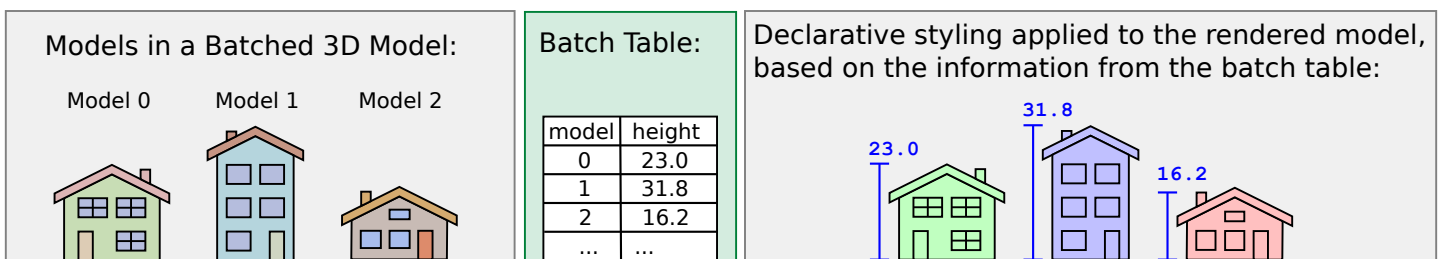 Models in a Batched 3D Model:
Model 0 Model 1 Model 2
Batch Table:
model height
0 23.0
1 31.8
2 16.2
... ...
Declarative styling applied to the rendered model,
based on the information from the batch table:
31.8
23.0
16.2